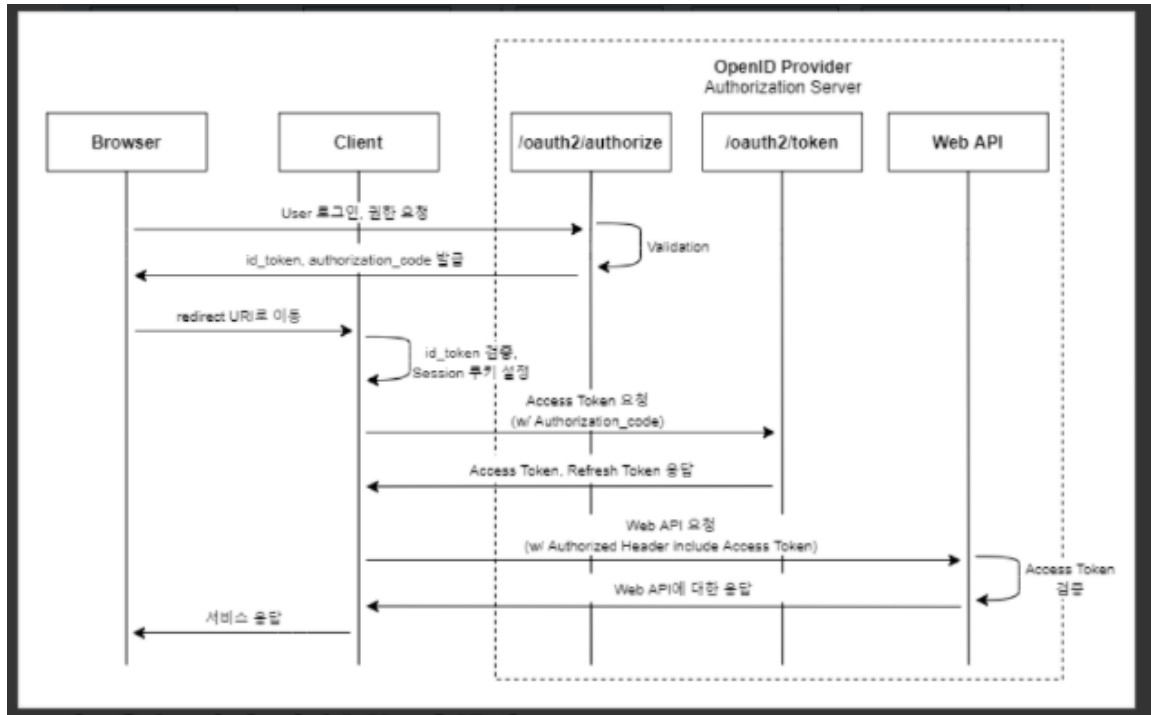 OpenID Provider
Authorization Server
Browser
Client
/oauth2/authorize
/oauth2/token
Web API
User 로그인, 권한 요청
Validation
id_token, authorization_code 발급
redirect URI로 이동
id_token 검증,
Session 쿠키 설정
Access Token 요청
(w/ Authorization_code)
Access Token, Refresh Token 응답
Web API 요청
(w/ Authorized Header include Access Token)
Access Token
검증
Web API에 대한 응답
서비스 응답